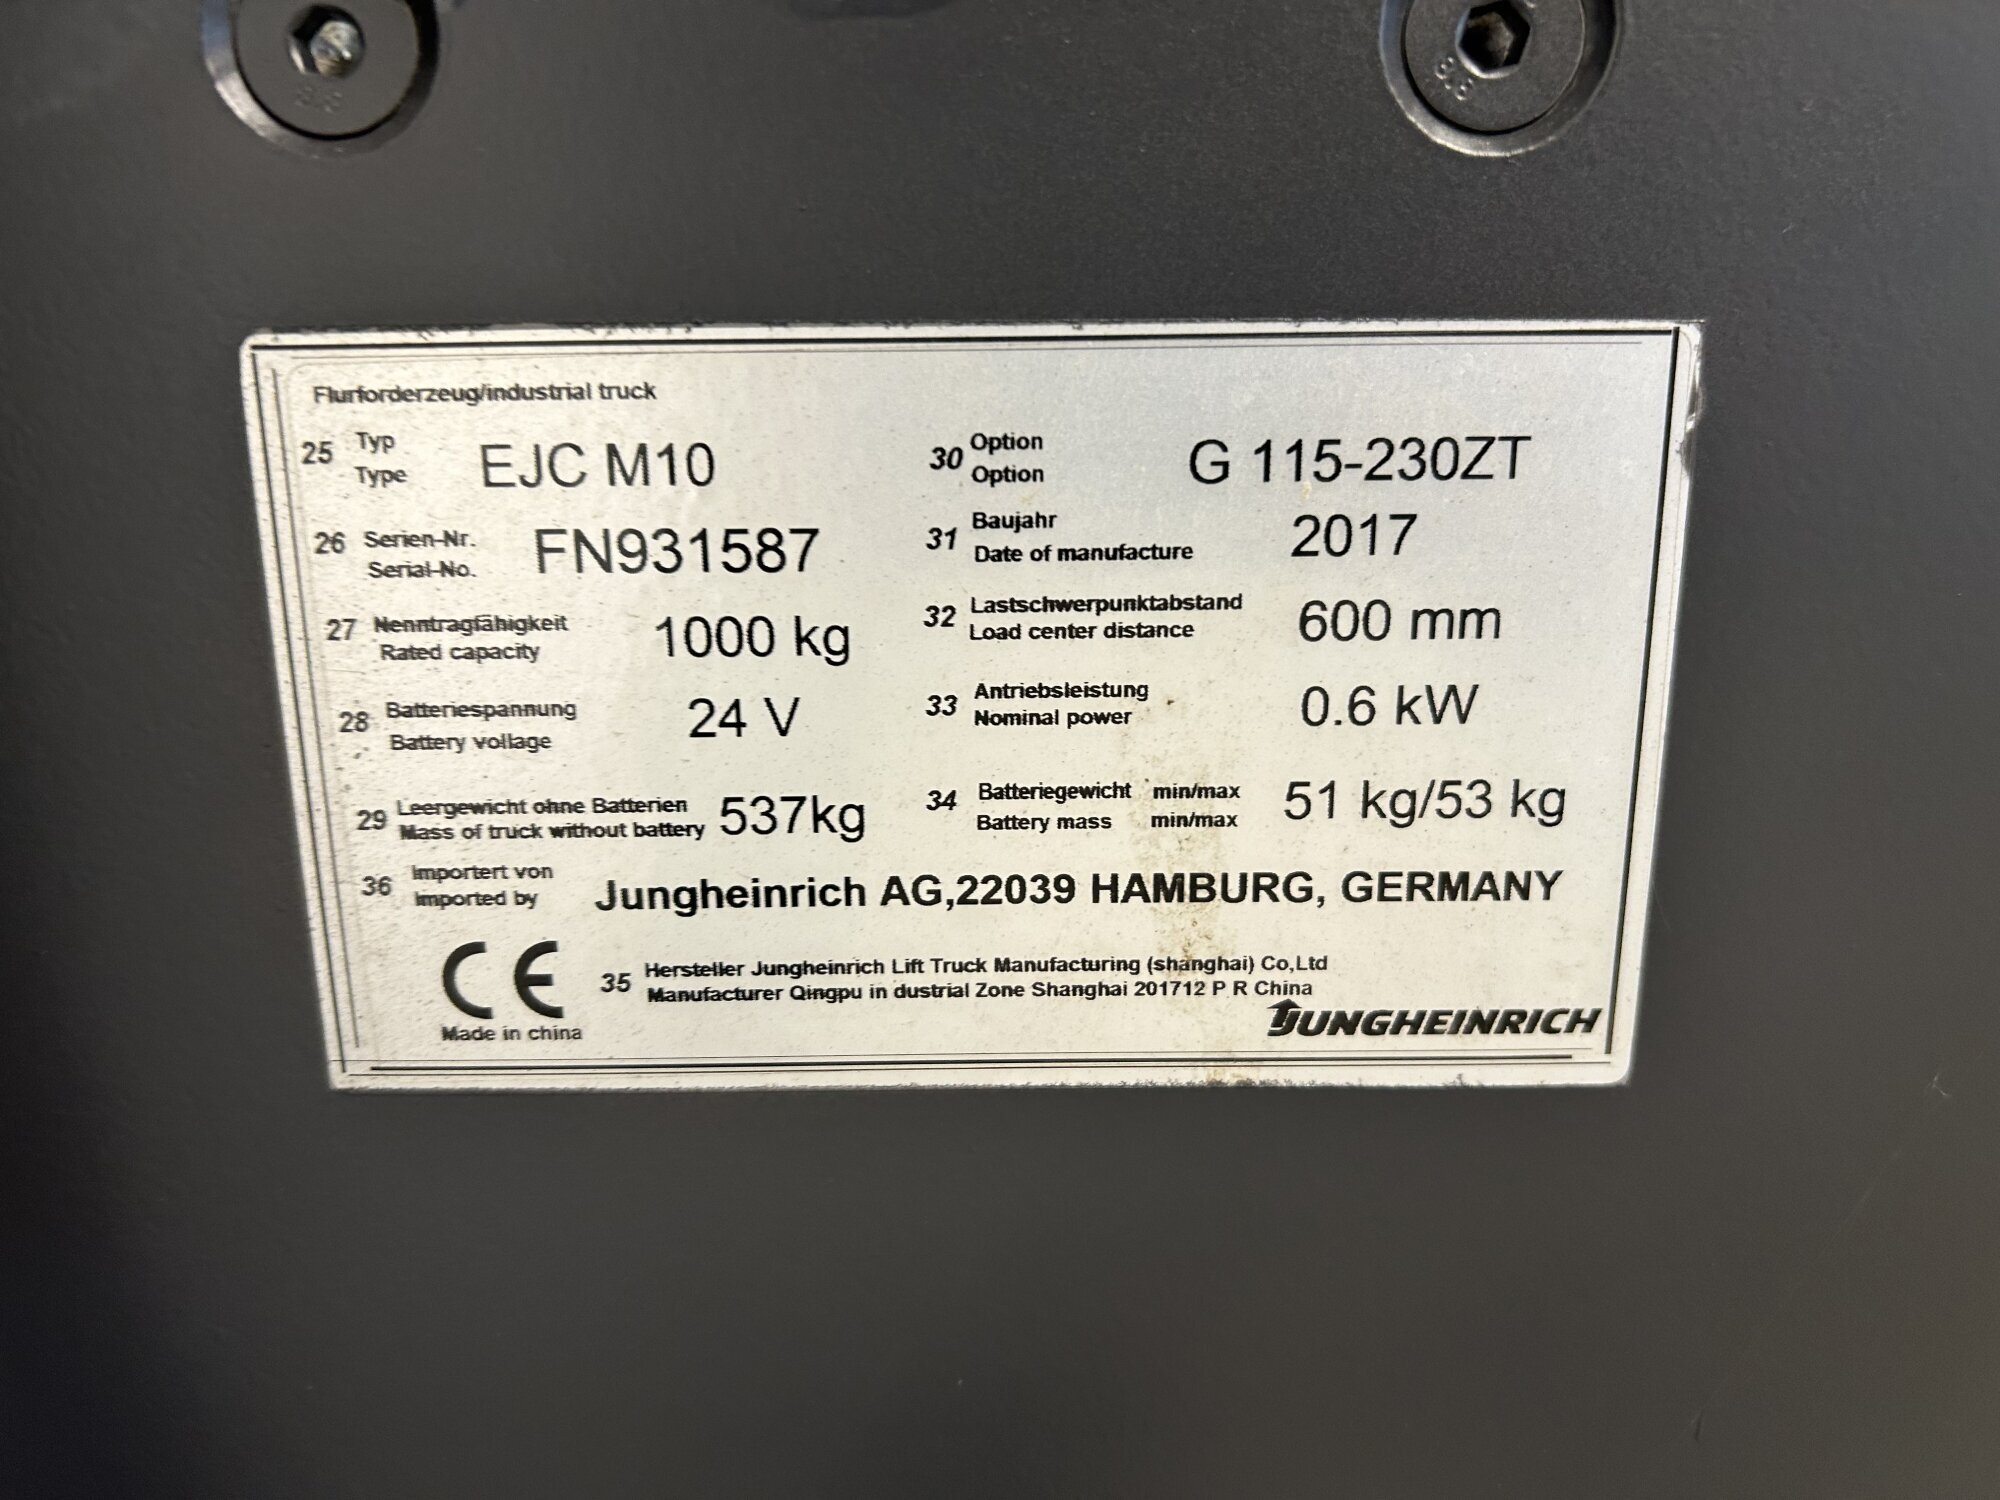 Flurforderzeug/industrial truck
25 Typ Type EJC M10
30 Option Option G 115-230ZT
26 Serien-Nr. Serial-No. FN931587
31 Baujahr Date of manufacture 2017
27 Nenntragfähigkeit Rated capacity 1000 kg
32 Lastschwerpunktabstand Load center distance 600 mm
28 Batteriespannung Battery vollage 24 V
33 Antriebsleistung Nominal power 0.6 kW
29 Leergewicht ohne Batterien Mass of truck without battery 537kg
34 Batteriegewicht min/max Battery mass min/max 51 kg/53 kg
36 Importert von Imported by Jungheinrich AG,22039 HAMBURG, GERMANY
CE
Made in china
35 Hersteller Jungheinrich Lift Truck Manufacturing (shanghai) Co,Ltd
Manufacturer Qingpu in dustrial Zone Shanghai 201712 P R China
JUNGHEINRICH